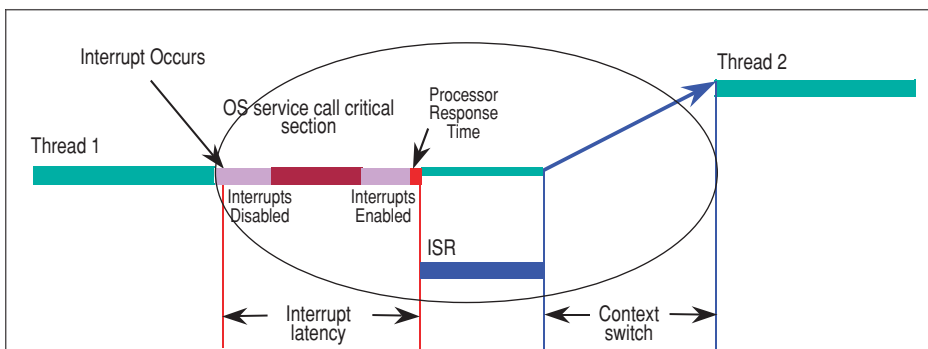 Interrupt Occurs
Thread 2
OS service call critical
section
Processor
Response
Time
Thread 1
Interrupts
Disabled
Interrupts
Enabled
ISR
Interrupt
latency
Context
switch